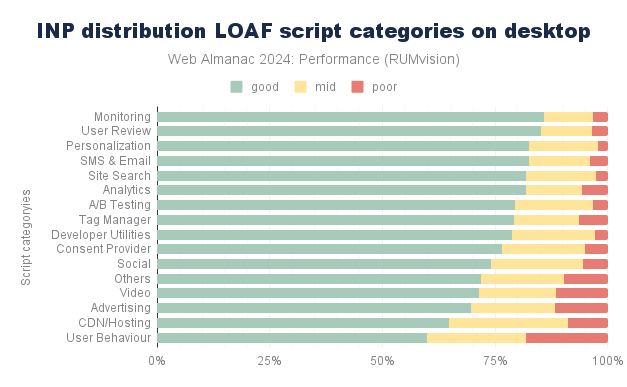 INP distribution LOAF script categories on desktop
Web Almanac 2024: Performance (RUMvision)
good mid poor
Script categoryies
Monitoring
User Review
Personalization
SMS & Email
Site Search
Analytics
A/B Testing
Tag Manager
Developer Utilities
Consent Provider
Social
Others
Video
Advertising
CDN/Hosting
User Behaviour
0% 25% 50% 75% 100%